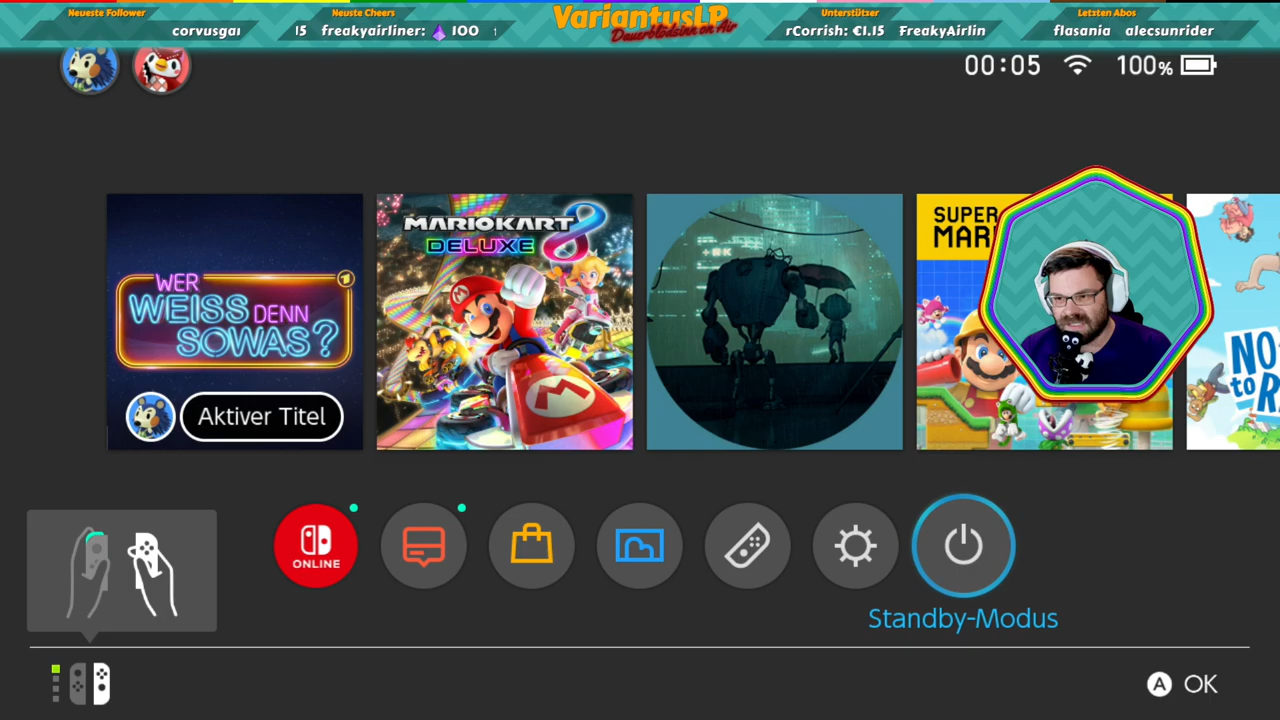 Neueste Follower
corvusgai
Neuste Cheers
15 freakyairliner: 100
VariantusLP
Dauerblödsinn on Air
Unterstützer
rCorrish: €1.15 FreakyAirlin
Letzten Abos
flasania alecsunrider
00:05
100%
WER
WEISS DENN
SOWAS?
Aktiver Titel
MARIOKART 8
DELUXE
SUPER
MAR
NO
to R
ONLINE
Standby-Modus
A OK